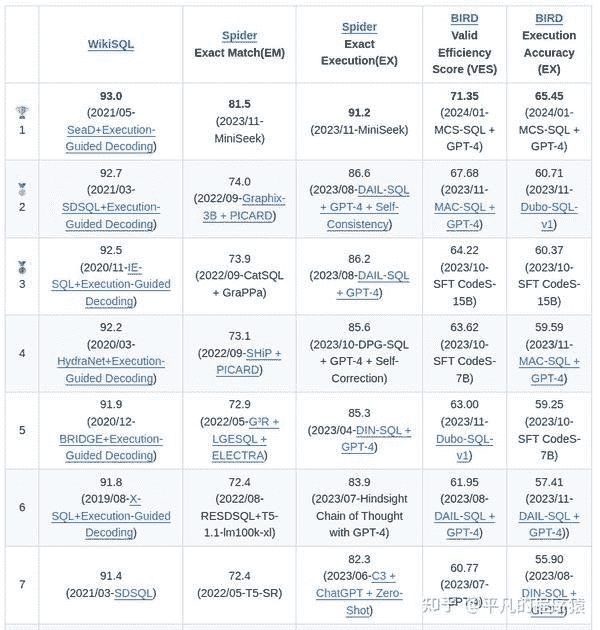 WikiSQL
Spider
Exact Match(EM)
Spider
Exact
Execution(EX)
BIRD
Valid
Efficiency
Score (VES)
BIRD
Execution
Accuracy
(EX)
1
93.0
(2021/05-
SeaD+Execution-
Guided Decoding)
81.5
(2023/11-
MiniSeek)
91.2
(2023/11-MiniSeek)
71.35
(2024/01-
MCS-SQL +
GPT-4)
65.45
(2024/01-
MCS-SQL +
GPT-4)
2
92.7
(2021/03-
SDSQL+Execution-
Guided Decoding)
74.0
(2022/09-Graphix-
3B + PICARD)
86.6
(2023/08-DAIL-SQL
+ GPT-4 + Self-
Consistency)
67.68
(2023/11-
MAC-SQL +
GPT-4)
60.71
(2023/11-
Dubo-SQL-
v1)
3
92.5
(2020/11-IE-
SQL+Execution-Guided
Decoding)
73.9
(2022/09-CatSQL
+ GraPPa)
86.2
(2023/08-DAIL-SQL
+ GPT-4)
64.22
(2023/10-
SFT CodeS-
15B)
60.37
(2023/10-
SFT CodeS-
15B)
4
92.2
(2020/03-
HydraNet+Execution-
Guided Decoding)
73.1
(2022/09-SHiP +
PICARD)
85.6
(2023/10-DPG-SQL
+ GPT-4 + Self-
Correction)
63.62
(2023/10-
SFT CodeS-
7B)
59.59
(2023/11-
MAC-SQL +
GPT-4)
5
91.9
(2020/12-
BRIDGE+Execution-
Guided Decoding)
72.9
(2022/05-G³R +
LGESQL +
ELECTRA)
85.3
(2023/04-DIN-SQL +
GPT-4)
63.00
(2023/11-
Dubo-SQL-
v1)
59.25
(2023/10-
SFT CodeS-
7B)
6
91.8
(2019/08-X-
SQL+Execution-Guided
Decoding)
72.4
(2022/08-
RESDSQL+T5-
1.1-lm100k-xl)
83.9
(2023/07-Hindsight
Chain of Thought
with GPT-4)
61.95
(2023/08-
DAIL-SQL +
GPT-4)
57.41
(2023/11-
DAIL-SQL +
GPT-4))
7
91.4
(2021/03-SDSQL)
72.4
(2022/05-T5-SR)
82.3
(2023/06-C3 +
ChatGPT + Zero-
Shot)
60.77
(2023/07-
GPT-4)
55.90
(2023/08-
DIN-SQL +
GPT-4)
知乎 @平凡的